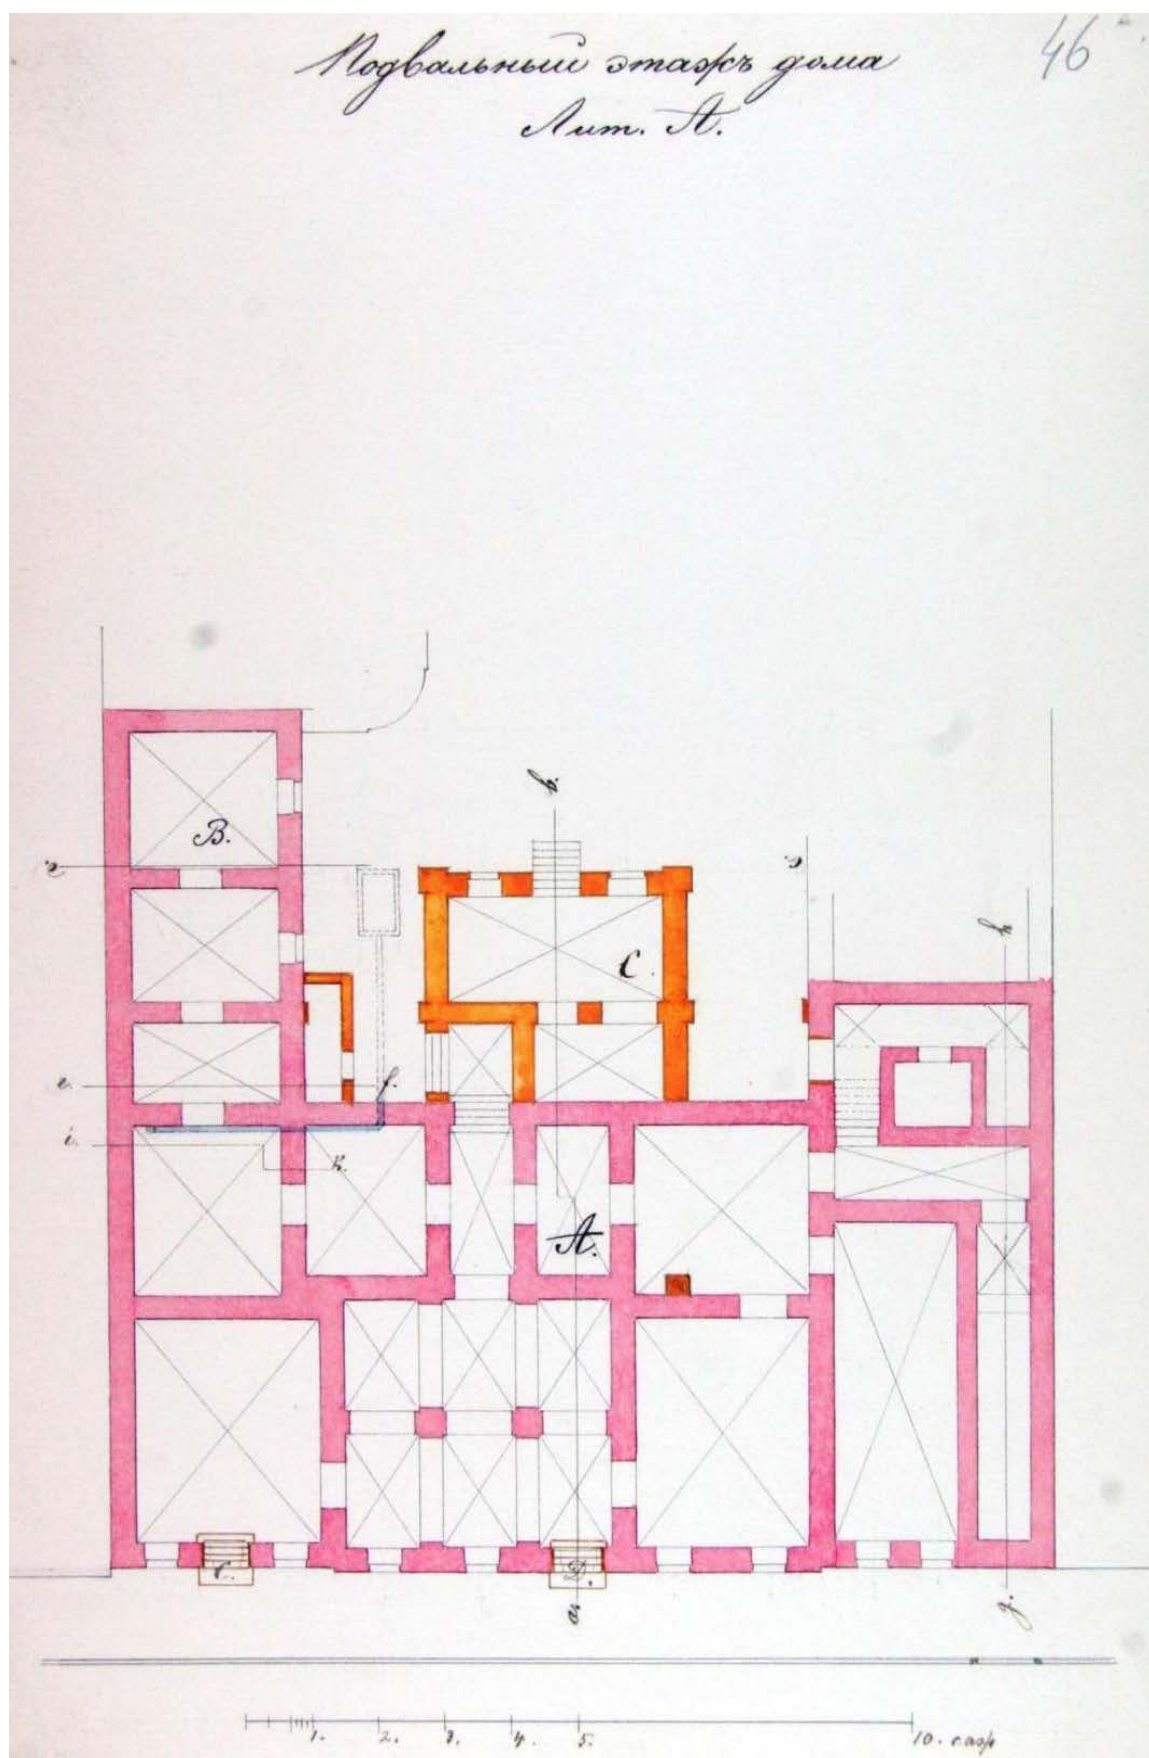 46
Подвальный этажъ дома
Лит. А.
b.
B.
c.
C.
h.
e.
f.
i.
k.
A.
C.
D.
a.
g.
1. 2. 3. 4. 5. 10. саж